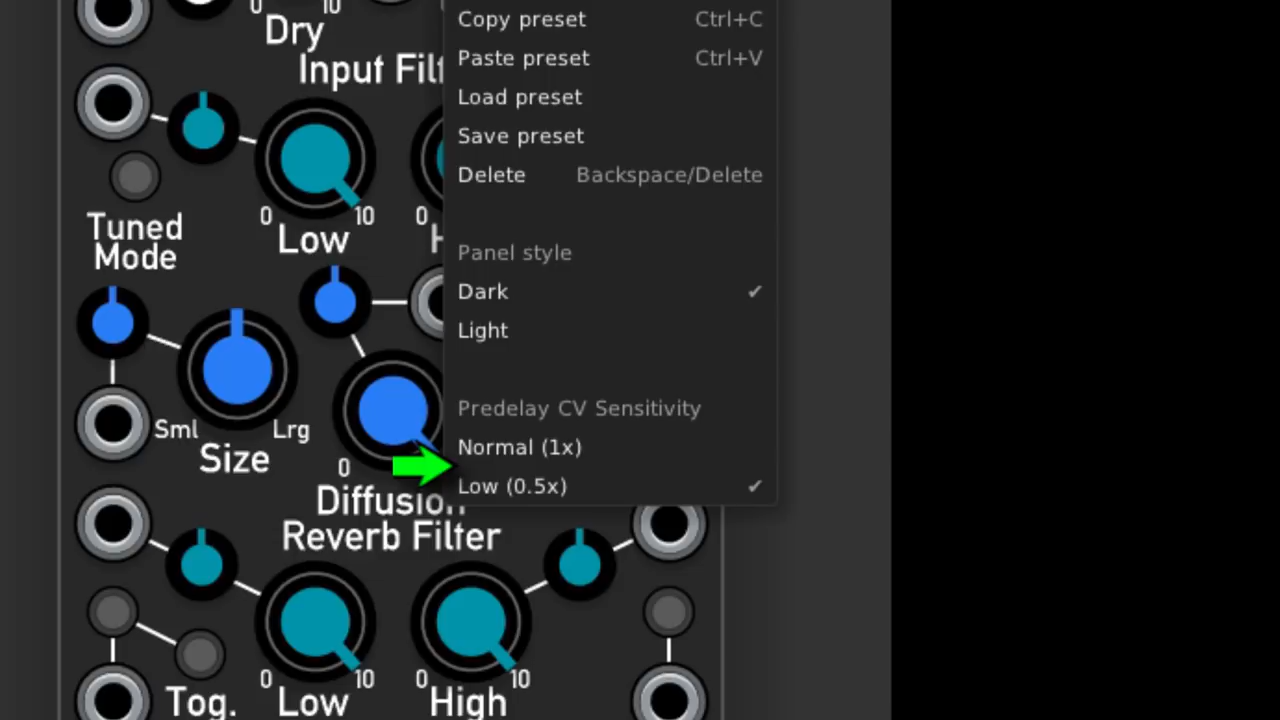 0 10
Dry
Input Filt
0 10
Low
0
H
Tuned
Mode
Sml Lrg
Size
0
Diffusion
Reverb Filter
0 10
Low
0 10
High
Tog.
Copy preset Ctrl+C
Paste preset Ctrl+V
Load preset
Save preset
Delete Backspace/Delete
Panel style
Dark ✔
Light
Predelay CV Sensitivity
Normal (1x)
Low (0.5x) ✔